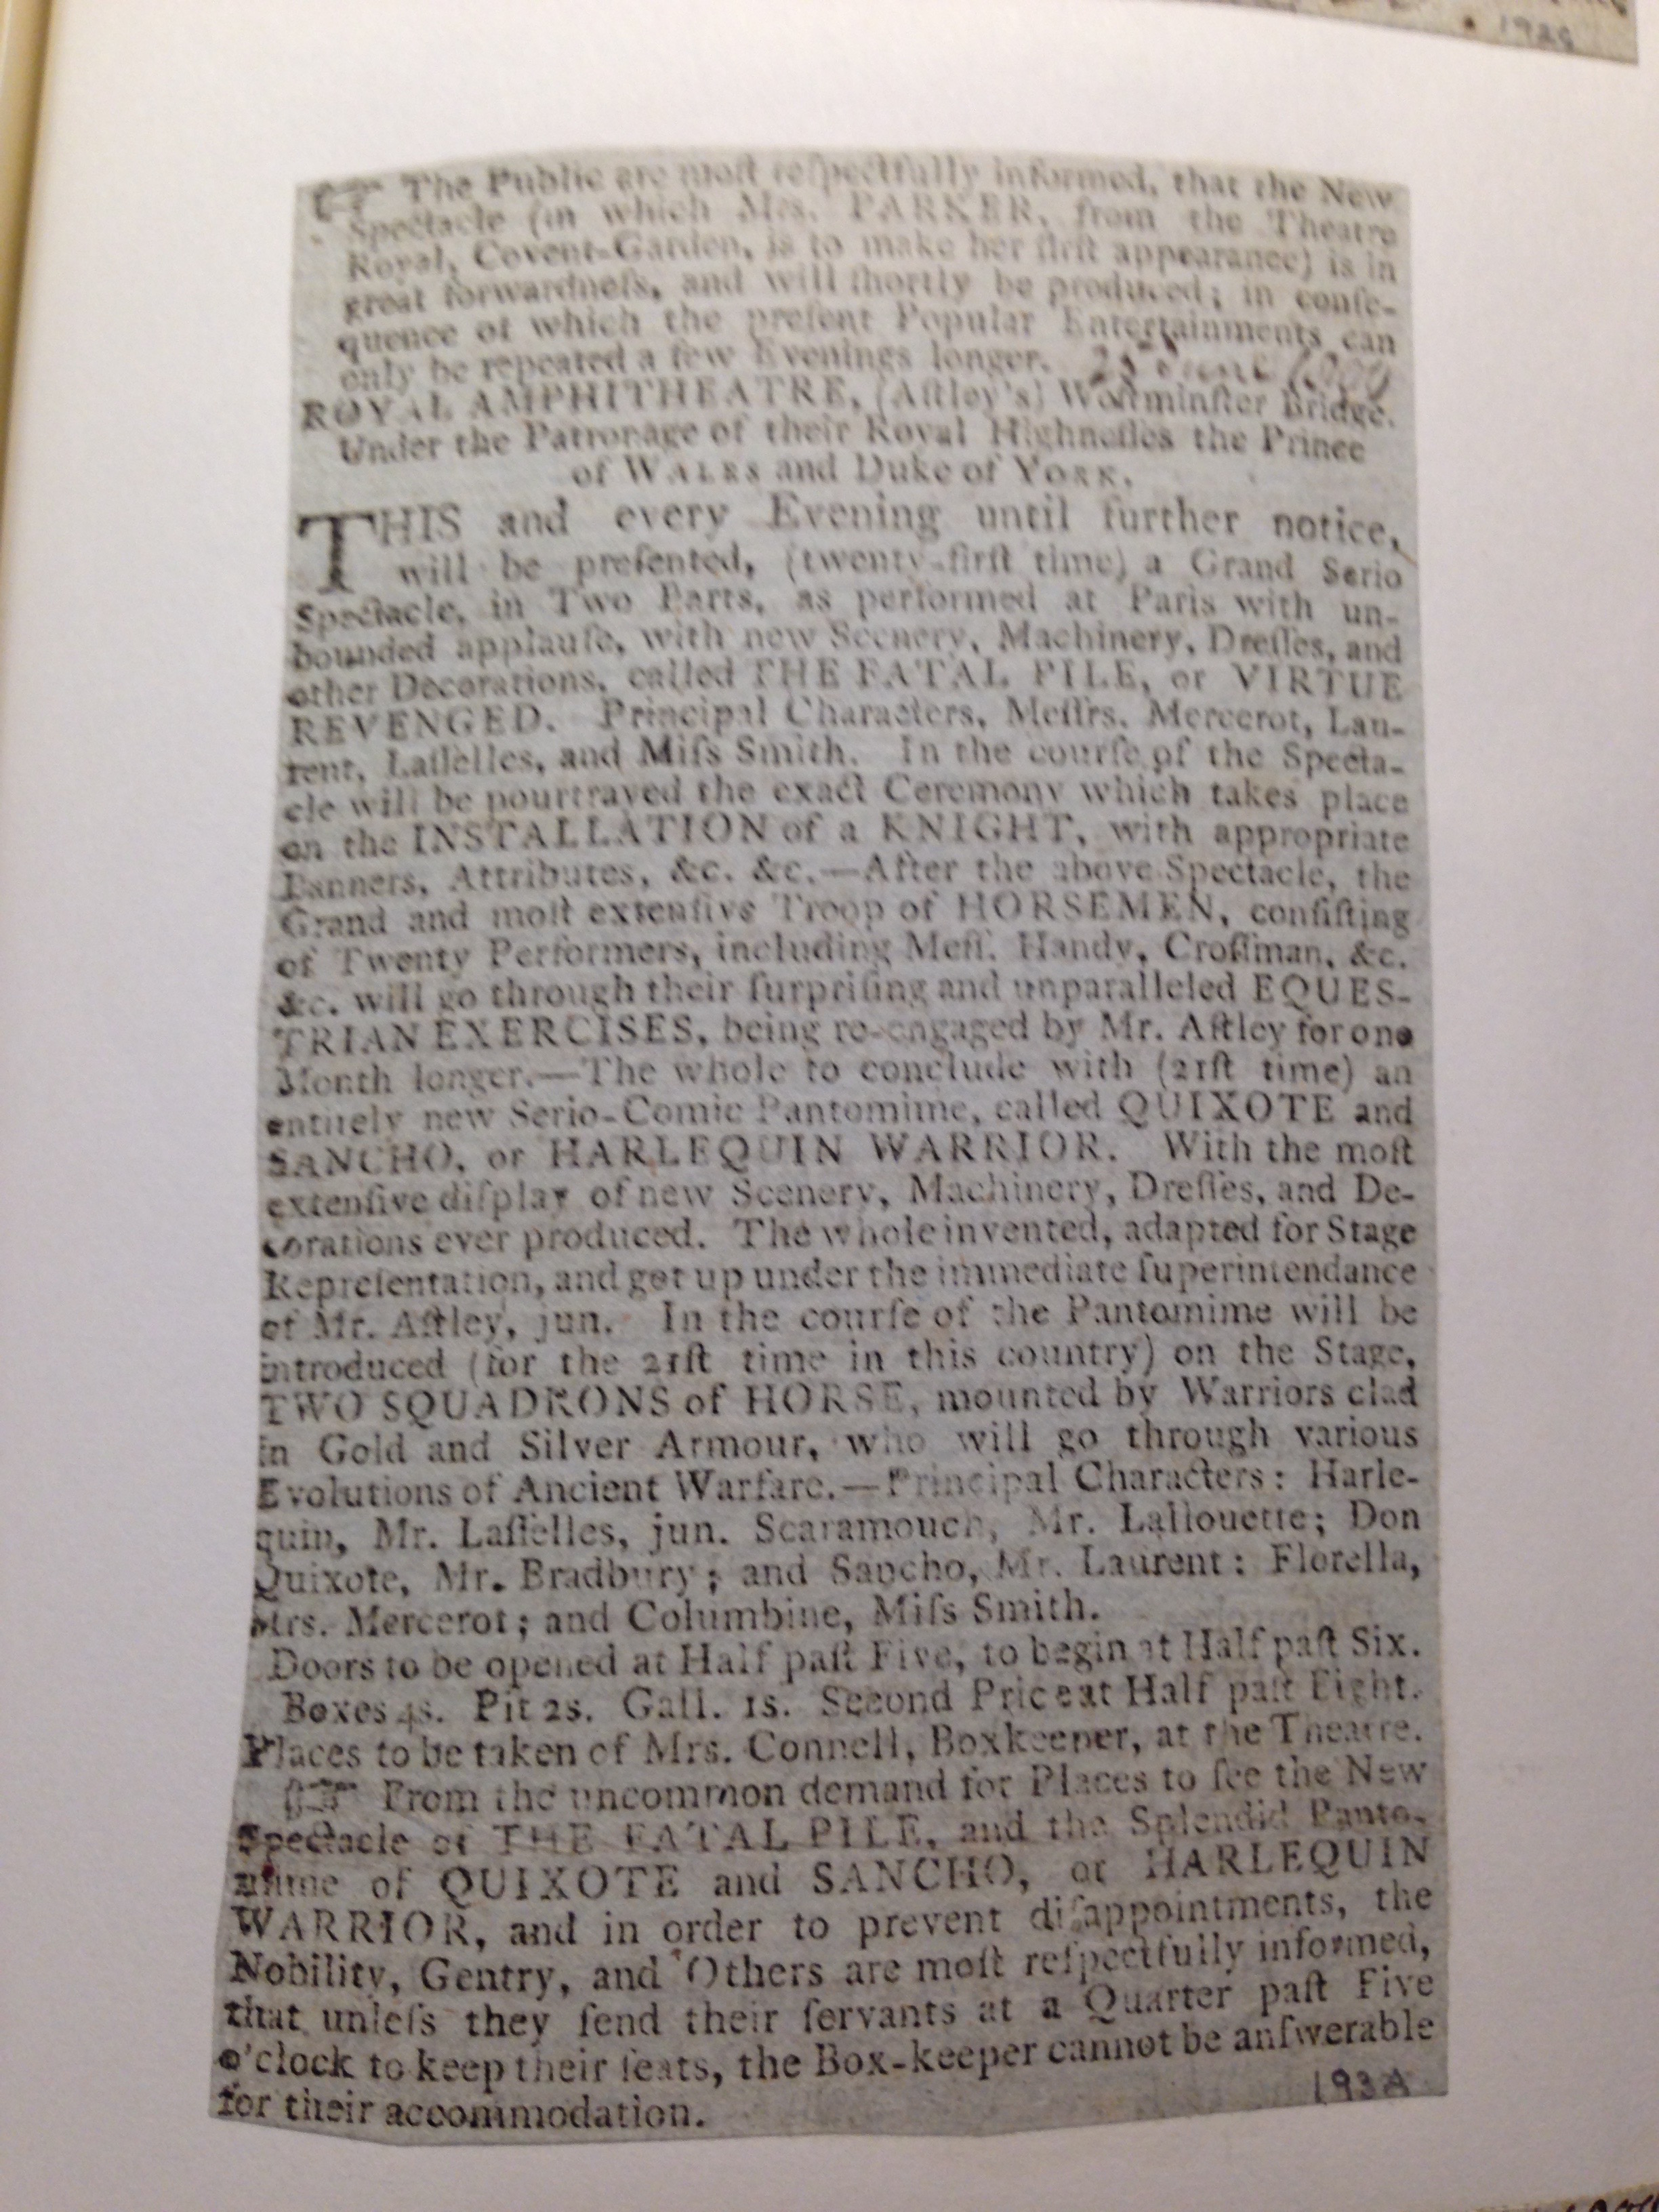 ☞ The Public are moſt reſpectfully informed, that the New
Spectacle (in which Mrs. PARKER, from the Theatre
Royal, Covent-Garden, is to make her firſt appearance) is in
great forwardneſs, and will ſhortly be produced; in conſe-
quence of which the preſent Popular Entertainments can
only be repeated a few Evenings longer. 25 June
ROYAL AMPHITHEATRE, (Aſtley's) Weſtminſter Bridge.
Under the Patronage of their Royal Highneſſes the Prince
of WALES and Duke of YORK.
THIS and every Evening until further notice,
will be preſented, (twenty-firſt time) a Grand Serio
Spectacle, in Two Parts, as performed at Paris with un-
bounded applauſe, with new Scenery, Machinery, Dreſſes, and
other Decorations, called THE FATAL PILE, or VIRTUE
REVENGED. Principal Characters, Meſſrs. Mercerot, Lau-
rent, Laſſelles, and Miſs Smith. In the courſe of the Specta-
cle will be pourtrayed the exact Ceremony which takes place
on the INSTALLATION of a KNIGHT, with appropriate
Banners, Attributes, &c. &c.—After the above Spectacle, the
Grand and moſt extenſive Troop of HORSEMEN, conſiſting
of Twenty Performers, including Meſſ. Handy, Croſſman, &c.
&c. will go through their ſurpriſing and unparalleled EQUES-
TRIAN EXERCISES, being re-engaged by Mr. Aſtley for one
Month longer.—The whole to conclude with (21ſt time) an
entirely new Serio-Comic Pantomime, called QUIXOTE and
SANCHO, or HARLEQUIN WARRIOR. With the moſt
extenſive diſplay of new Scenery, Machinery, Dreſſes, and De-
corations ever produced. The whole invented, adapted for Stage
Repreſentation, and got up under the immediate ſuperintendance
of Mr. Aſtley, jun. In the courſe of the Pantomime will be
introduced (for the 21ſt time in this country) on the Stage,
TWO SQUADRONS of HORSE, mounted by Warriors clad
in Gold and Silver Armour, who will go through various
Evolutions of Ancient Warfare.—Principal Characters: Harle-
quin, Mr. Laſſelles, jun. Scaramouch, Mr. Lallouette; Don
Quixote, Mr. Bradbury; and Sancho, Mr. Laurent: Florella,
Mrs. Mercerot; and Columbine, Miſs Smith.
Doors to be opened at Half paſt Five, to begin at Half paſt Six.
Boxes 4s. Pit 2s. Gall. 1s. Second Price at Half paſt Eight.
Places to be taken of Mrs. Connell, Boxkeeper, at the Theatre.
☞ From the uncommon demand for Places to ſee the New
Spectacle of THE FATAL PILE, and the Splendid Panto-
mime of QUIXOTE and SANCHO, or HARLEQUIN
WARRIOR, and in order to prevent diſappointments, the
Nobility, Gentry, and Others are moſt reſpectfully informed,
that unleſs they ſend their ſervants at a Quarter paſt Five
o'clock to keep their ſeats, the Box-keeper cannot be anſwerable
for their accommodation.
193A